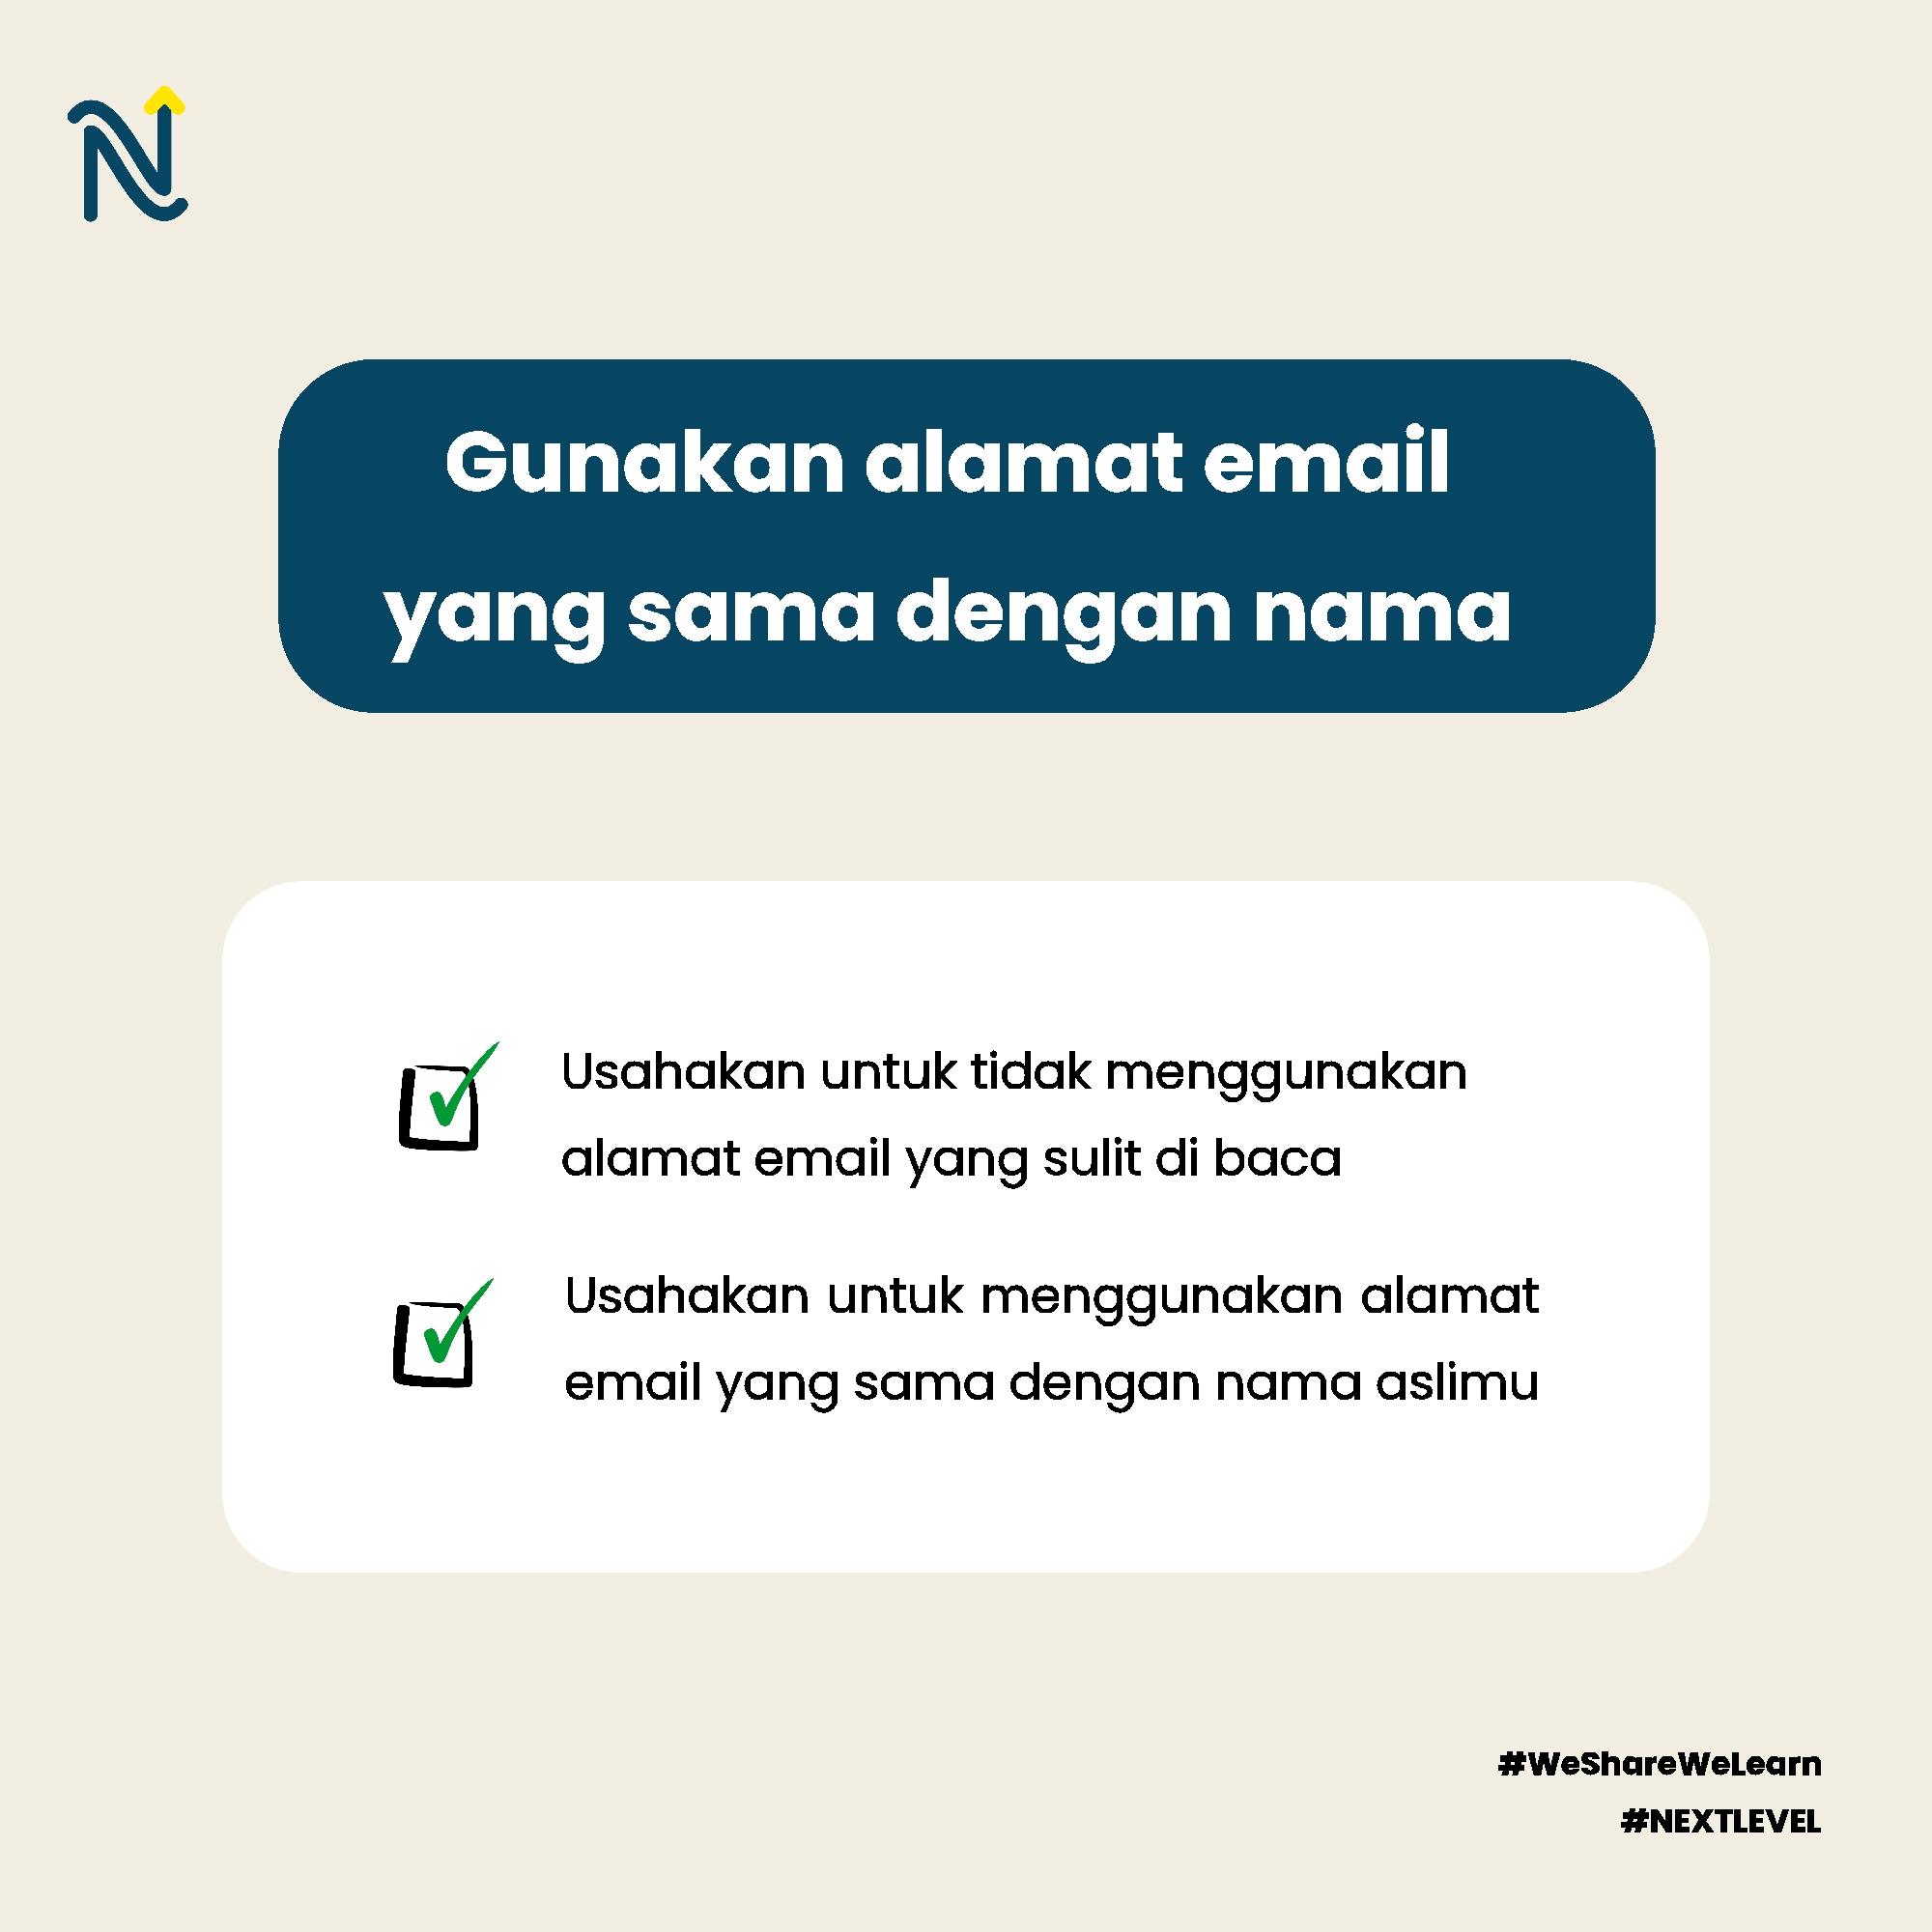 Gunakan alamat email
yang sama dengan nama
Usahakan untuk tidak menggunakan
alamat email yang sulit di baca
Usahakan untuk menggunakan alamat
email yang sama dengan nama aslimu
#WeShareWeLearn
#NEXTLEVEL